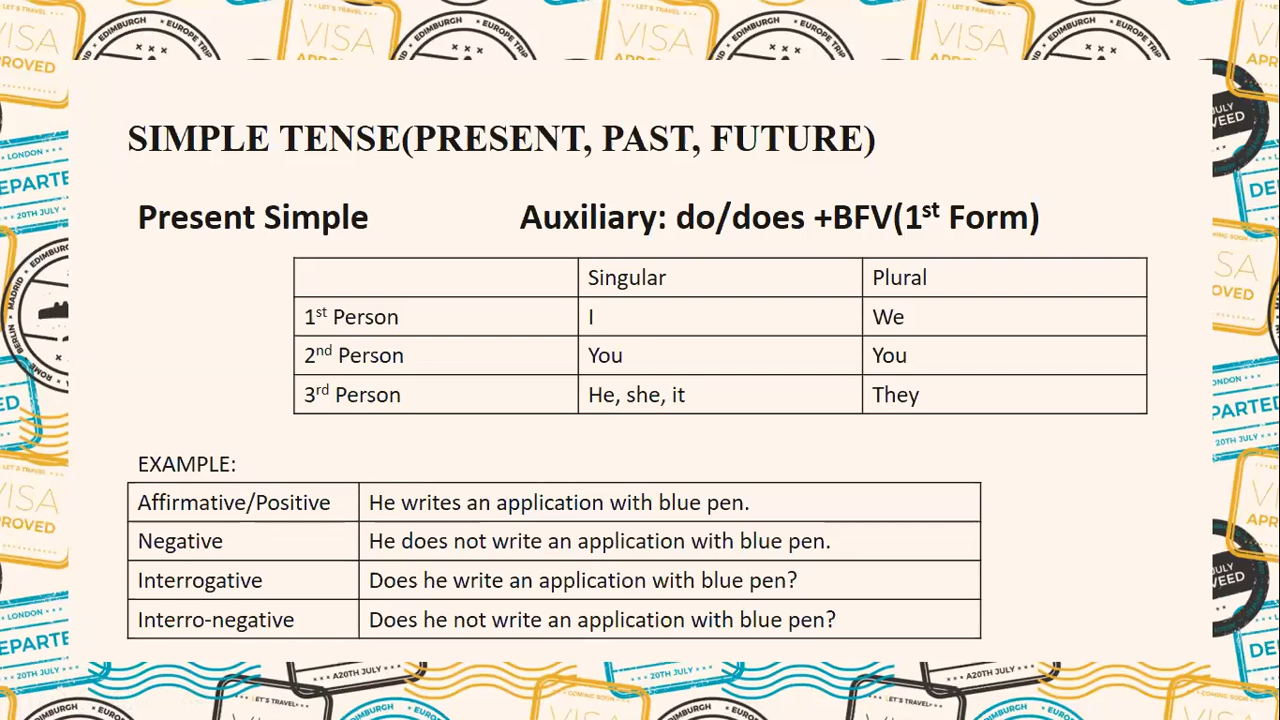 SIMPLE TENSE(PRESENT, PAST, FUTURE)
Present Simple Auxiliary: do/does +BFV(1st Form)
Singular Plural
1st Person I We
2nd Person You You
3rd Person He, she, it They
EXAMPLE:
Affirmative/Positive He writes an application with blue pen.
Negative He does not write an application with blue pen.
Interrogative Does he write an application with blue pen?
Interro-negative Does he not write an application with blue pen?